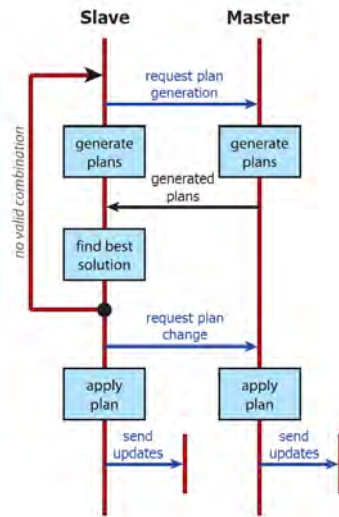 Slave Master
request plan
generation
generate
plans
generate
plans
generated
plans
no valid combination
find best
solution
request plan
change
apply
plan
apply
plan
send
updates
send
updates